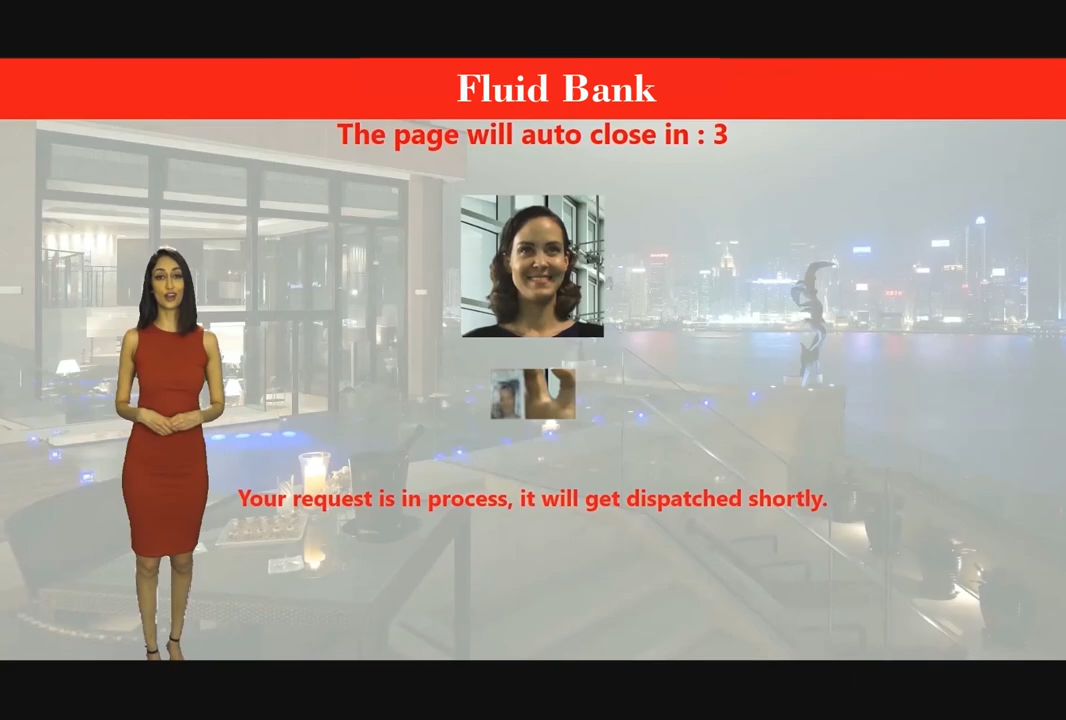 Fluid Bank
The page will auto close in : 3
Your request is in process, it will get dispatched shortly.